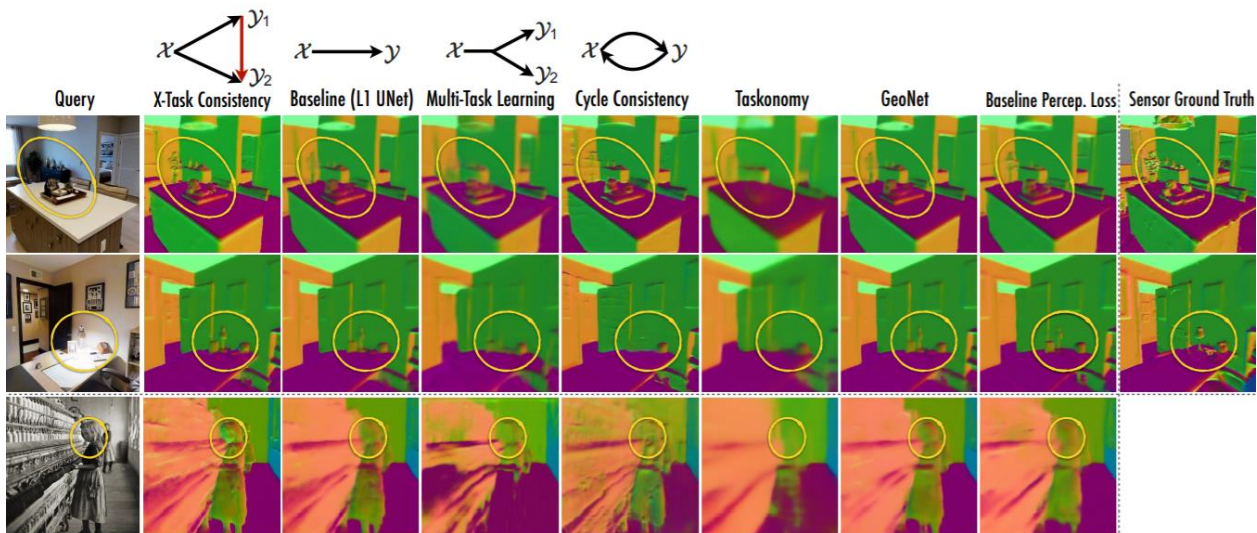 𝒳 𝒴1 𝒴2
𝒳 𝒴
𝒳 𝒴1 𝒴2
𝒳 𝒴
Query
X-Task Consistency
Baseline (L1 UNet)
Multi-Task Learning
Cycle Consistency
Taskonomy
GeoNet
Baseline Percep. Loss
Sensor Ground Truth